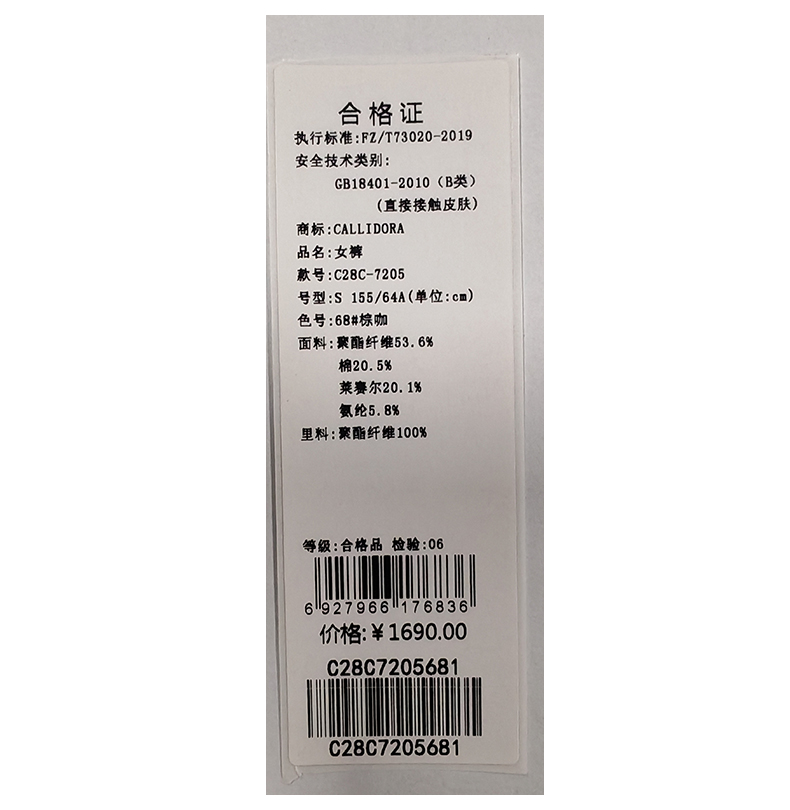 合格证
执行标准:FZ/T73020-2019
安全技术类别:
GB18401-2010（B类）
(直接接触皮肤)
商标:CALLIDORA
品名:女裤
款号:C28C-7205
号型:S 155/64A(单位:cm)
色号:68#棕咖
面料:聚酯纤维53.6%
棉20.5%
莱赛尔20.1%
氨纶5.8%
里料:聚酯纤维100%
等级:合格品 检验:06
6 927966 176836
价格:¥1690.00
C28C7205681
C28C7205681